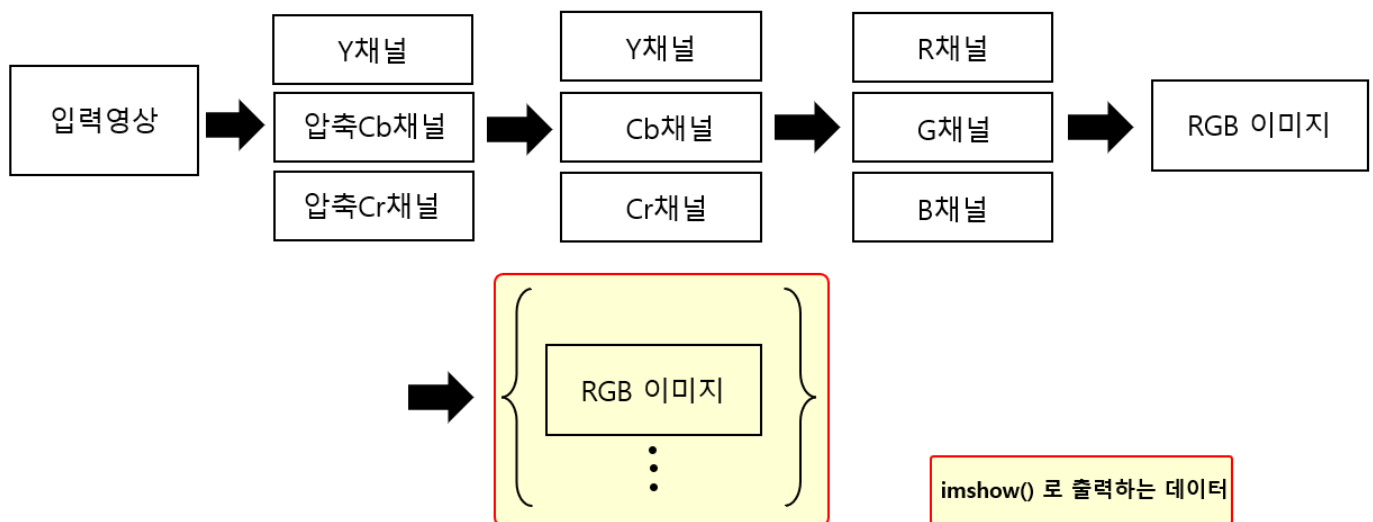 입력영상
Y채널
압축Cb채널
압축Cr채널
Y채널
Cb채널
Cr채널
R채널
G채널
B채널
RGB 이미지
RGB 이미지
imshow() 로 출력하는 데이터